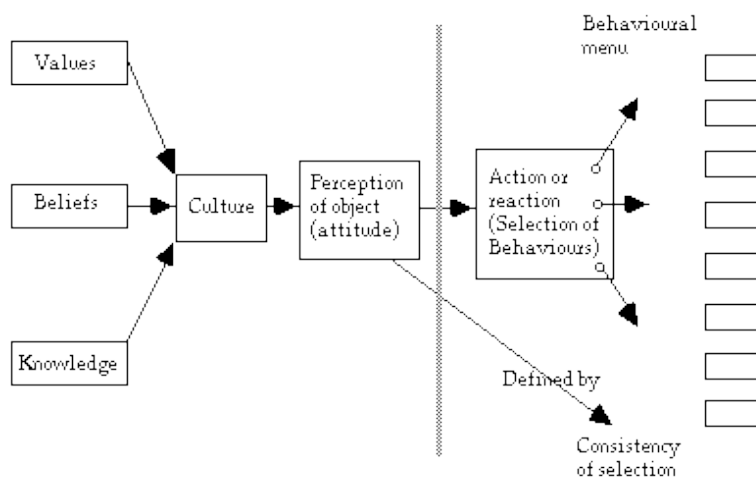 Behavioural
menu
Values
Beliefs
Knowledge
Culture
Perception
of object
(attitude)
Action or
reaction
(Selection of
Behaviours)
Defined by
Consistency
of selection